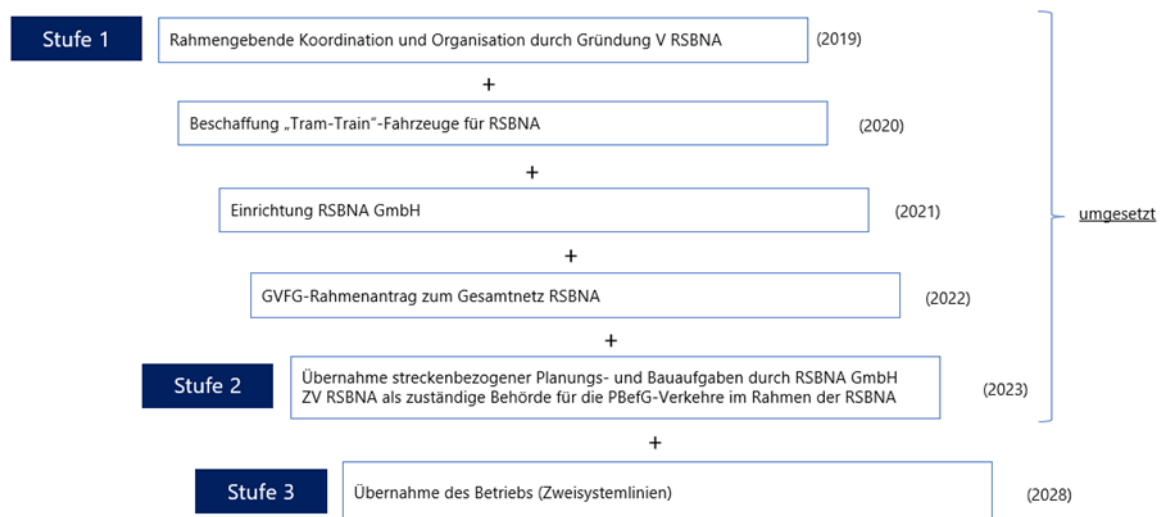 Stufe 1
Rahmengebende Koordination und Organisation durch Gründung V RSBNA
(2019)
+
Beschaffung „Tram-Train“-Fahrzeuge für RSBNA
(2020)
+
Einrichtung RSBNA GmbH
(2021)
umgesetzt
+
GVFG-Rahmenantrag zum Gesamtnetz RSBNA
(2022)
+
Stufe 2
Übernahme streckenbezogener Planungs- und Bauaufgaben durch RSBNA GmbH
ZV RSBNA als zuständige Behörde für die PBefG-Verkehre im Rahmen der RSBNA
(2023)
+
Stufe 3
Übernahme des Betriebs (Zweisystemlinien)
(2028)